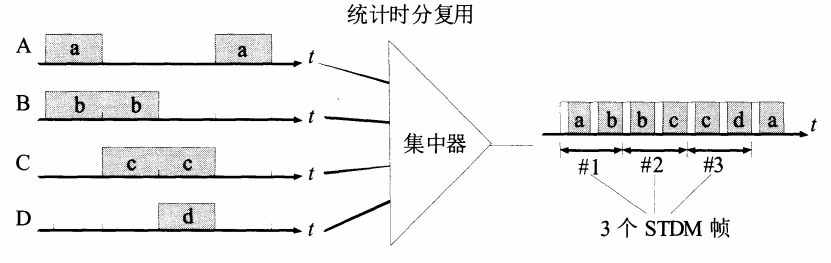 统计时分复用
A a a t
B b b t
C c c t
D d t
集中器
a b b c c d a t
#1 #2 #3
3 个 STDM 帧